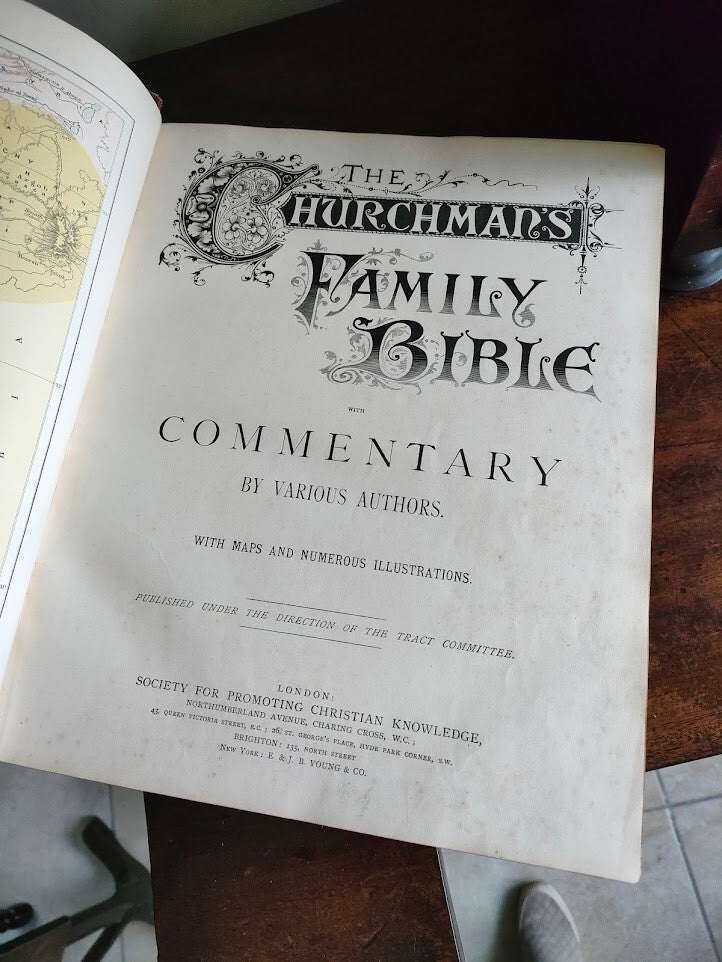 THE
CHURCHMAN'S
FAMILY
BIBLE
WITH
COMMENTARY
BY VARIOUS AUTHORS.
WITH MAPS AND NUMEROUS ILLUSTRATIONS.
PUBLISHED UNDER THE DIRECTION OF THE TRACT COMMITTEE.
LONDON:
SOCIETY FOR PROMOTING CHRISTIAN KNOWLEDGE,
NORTHUMBERLAND AVENUE, CHARING CROSS, W.C.;
43, QUEEN VICTORIA STREET, E.C.; 26, ST. GEORGE'S PLACE, HYDE PARK CORNER, S.W.
BRIGHTON: 135, NORTH STREET
NEW YORK: E. & J. B. YOUNG & CO.